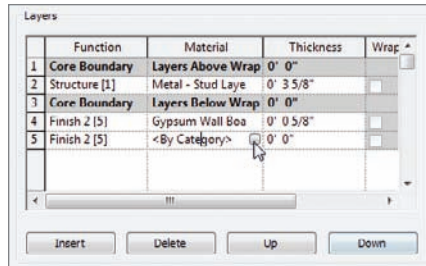 Layers
Function Material Thickness Wrap
1 Core Boundary Layers Above Wrap 0' 0"
2 Structure [1] Metal - Stud Laye 0' 3 5/8"
3 Core Boundary Layers Below Wrap 0' 0"
4 Finish 2 [5] Gypsum Wall Boa 0' 0 5/8"
5 Finish 2 [5] <By Category> 0' 0"
Insert Delete Up Down